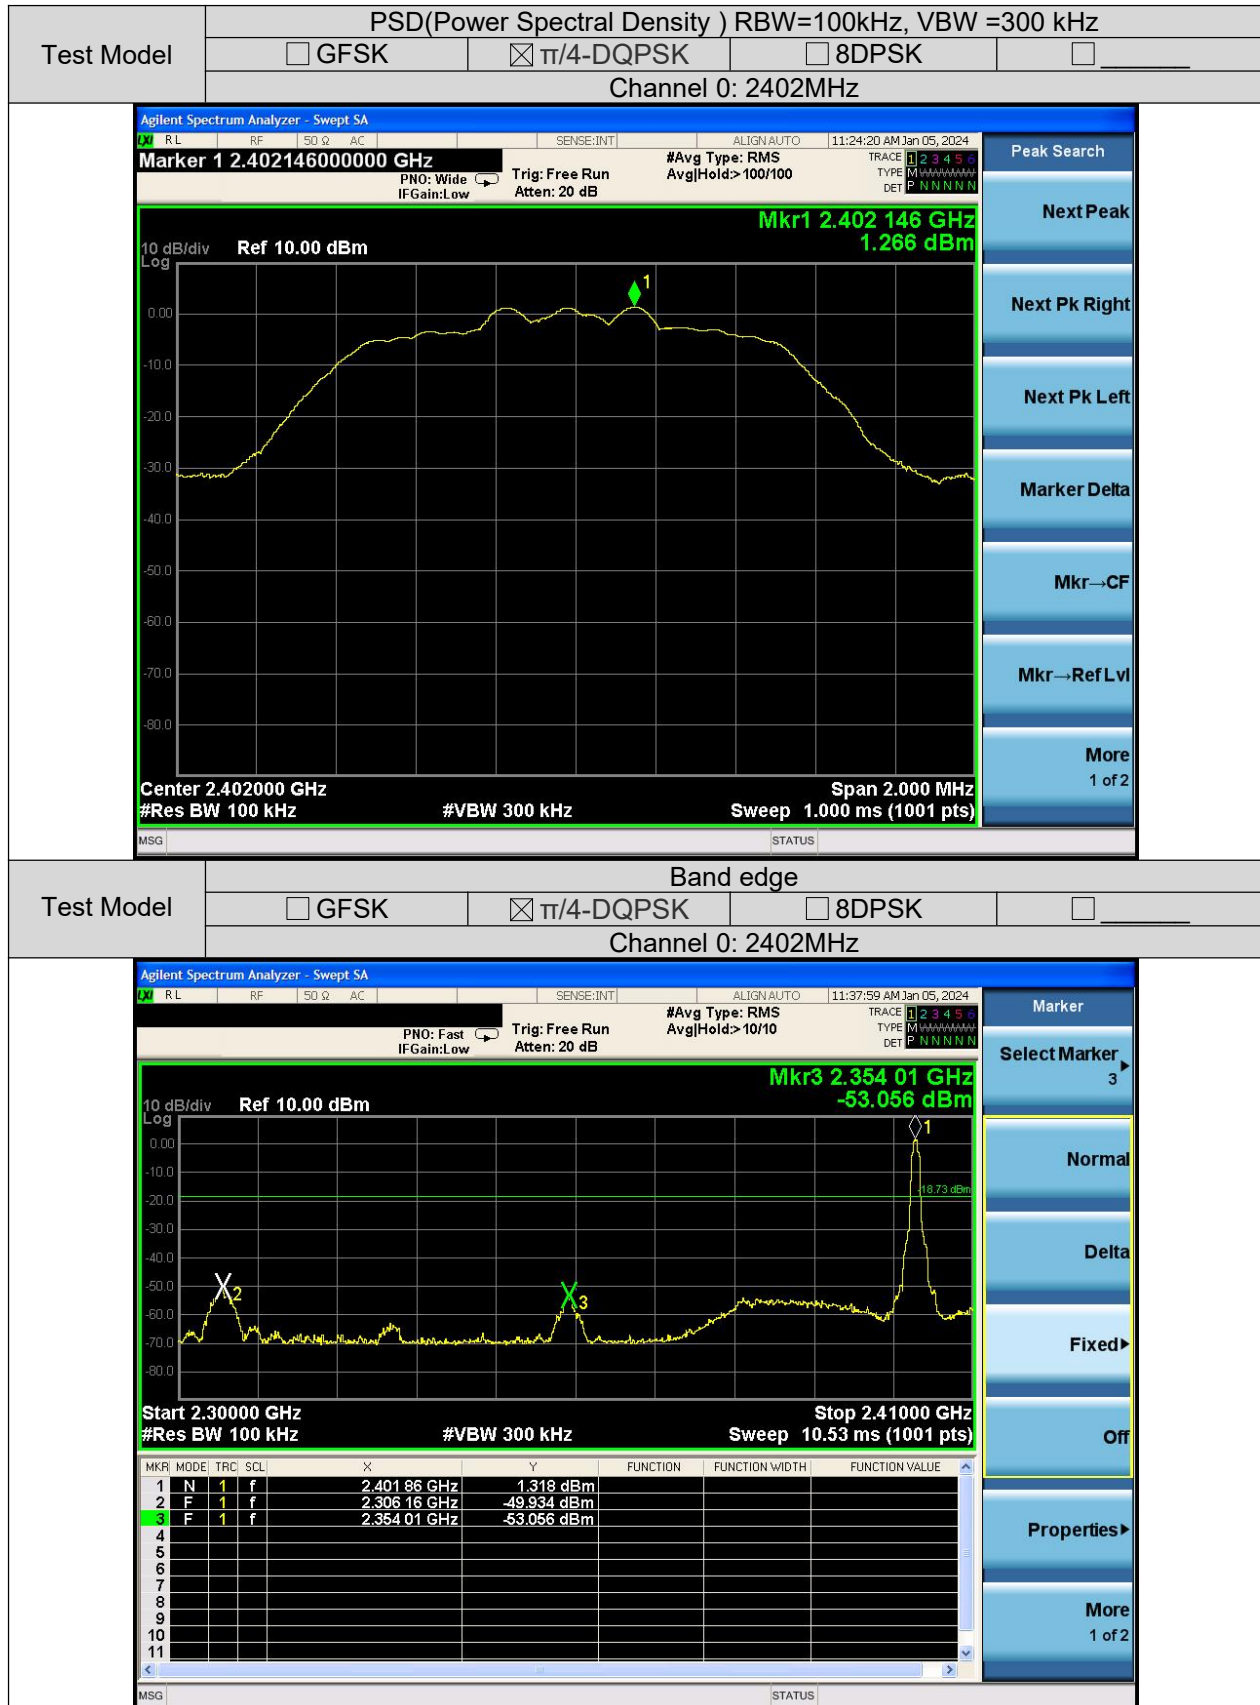 Test Model
PSD(Power Spectral Density ) RBW=100kHz, VBW =300 kHz
☐ GFSK ☒ π/4-DQPSK ☐ 8DPSK ☐ ______
Channel 0: 2402MHz
Agilent Spectrum Analyzer - Swept SA
LXI RL RF 50 Ω AC SENSE:INT ALIGN AUTO 11:24:20 AM Jan 05, 2024
Marker 1 2.402146000000 GHz
PNO: Wide
IFGain:Low
Trig: Free Run
Atten: 20 dB
#Avg Type: RMS
Avg|Hold:>100/100
TRACE 1 2 3 4 5 6
TYPE M WWWWW
DET P N N N N N
Mkr1 2.402 146 GHz
1.266 dBm
10 dB/div Ref 10.00 dBm
Log
1
0.00
-10.0
-20.0
-30.0
-40.0
-50.0
-60.0
-70.0
-80.0
Center 2.402000 GHz Span 2.000 MHz
#Res BW 100 kHz #VBW 300 kHz Sweep 1.000 ms (1001 pts)
MSG STATUS
Peak Search
Next Peak
Next Pk Right
Next Pk Left
Marker Delta
Mkr→CF
Mkr→Ref Lvl
More
1 of 2
Test Model
Band edge
☐ GFSK ☒ π/4-DQPSK ☐ 8DPSK ☐ ______
Channel 0: 2402MHz
Agilent Spectrum Analyzer - Swept SA
LXI RL RF 50 Ω AC SENSE:INT ALIGN AUTO 11:37:59 AM Jan 05, 2024
PNO: Fast
IFGain:Low
Trig: Free Run
Atten: 20 dB
#Avg Type: RMS
Avg|Hold:>10/10
TRACE 1 2 3 4 5 6
TYPE M WWWWW
DET P N N N N N
Mkr3 2.354 01 GHz
-53.056 dBm
10 dB/div Ref 10.00 dBm
Log
1
0.00
-10.0
-18.73 dBm
-20.0
-30.0
-40.0
-50.0
2
3
-60.0
-70.0
-80.0
Start 2.30000 GHz Stop 2.41000 GHz
#Res BW 100 kHz #VBW 300 kHz Sweep 10.53 ms (1001 pts)
MKR MODE TRC SCL X Y FUNCTION FUNCTION WIDTH FUNCTION VALUE
1 N 1 f 2.401 86 GHz 1.318 dBm
2 F 1 f 2.306 16 GHz -49.934 dBm
3 F 1 f 2.354 01 GHz -53.056 dBm
4
5
6
7
8
9
10
11
MSG STATUS
Marker
Select Marker
3
Normal
Delta
Fixed
Off
Properties
More
1 of 2